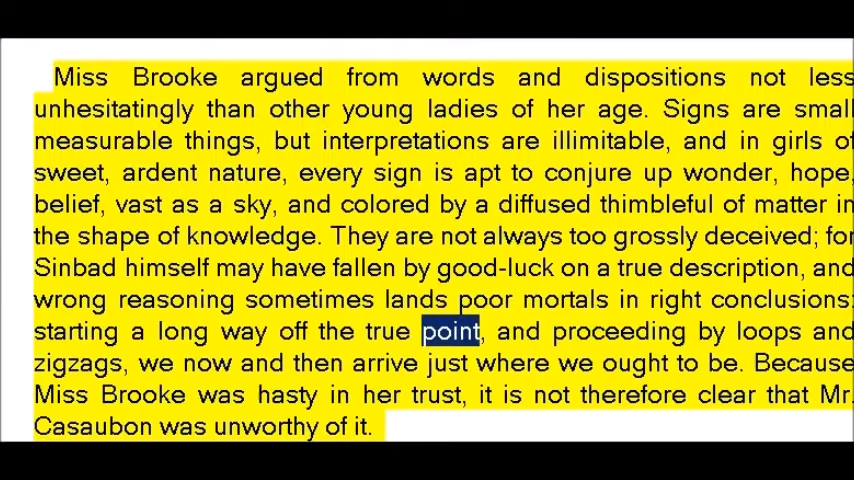 Miss Brooke argued from words and dispositions not less
unhesitatingly than other young ladies of her age. Signs are small
measurable things, but interpretations are illimitable, and in girls of
sweet, ardent nature, every sign is apt to conjure up wonder, hope,
belief, vast as a sky, and colored by a diffused thimbleful of matter in
the shape of knowledge. They are not always too grossly deceived; for
Sinbad himself may have fallen by good-luck on a true description, and
wrong reasoning sometimes lands poor mortals in right conclusions:
starting a long way off the true point, and proceeding by loops and
zigzags, we now and then arrive just where we ought to be. Because
Miss Brooke was hasty in her trust, it is not therefore clear that Mr.
Casaubon was unworthy of it.